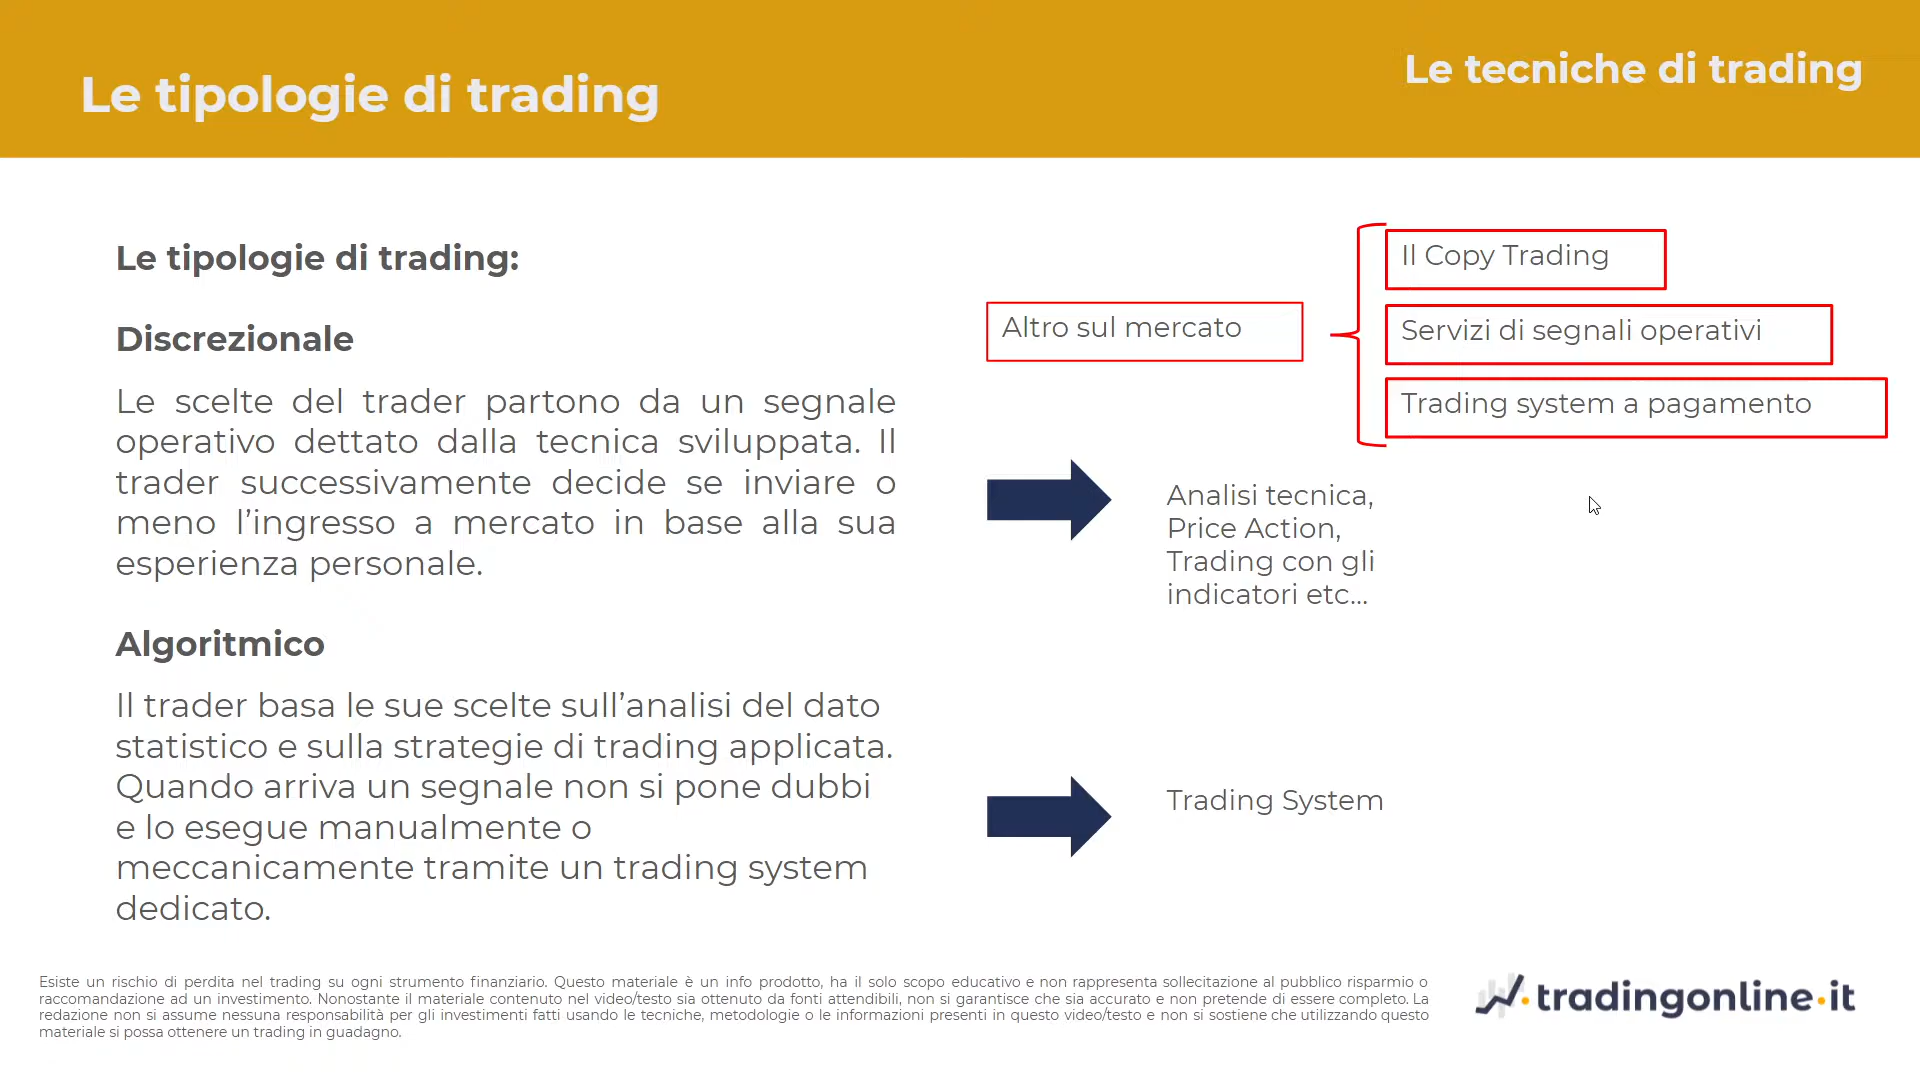 Le tipologie di trading
Le tecniche di trading
Le tipologie di trading:
Discrezionale
Le scelte del trader partono da un segnale
operativo dettato dalla tecnica sviluppata. Il
trader successivamente decide se inviare o
meno l’ingresso a mercato in base alla sua
esperienza personale.
Algoritmico
Il trader basa le sue scelte sull’analisi del dato
statistico e sulla strategie di trading applicata.
Quando arriva un segnale non si pone dubbi
e lo esegue manualmente o
meccanicamente tramite un trading system
dedicato.
Altro sul mercato
Il Copy Trading
Servizi di segnali operativi
Trading system a pagamento
Analisi tecnica,
Price Action,
Trading con gli
indicatori etc...
Trading System
Esiste un rischio di perdita nel trading su ogni strumento finanziario. Questo materiale è un info prodotto, ha il solo scopo educativo e non rappresenta sollecitazione al pubblico risparmio o
raccomandazione ad un investimento. Nonostante il materiale contenuto nel video/testo sia ottenuto da fonti attendibili, non si garantisce che sia accurato e non pretende di essere completo. La
redazione non si assume nessuna responsabilità per gli investimenti fatti usando le tecniche, metodologie o le informazioni presenti in questo video/testo e non si sostiene che utilizzando questo
materiale si possa ottenere un trading in guadagno.
tradingonline.it